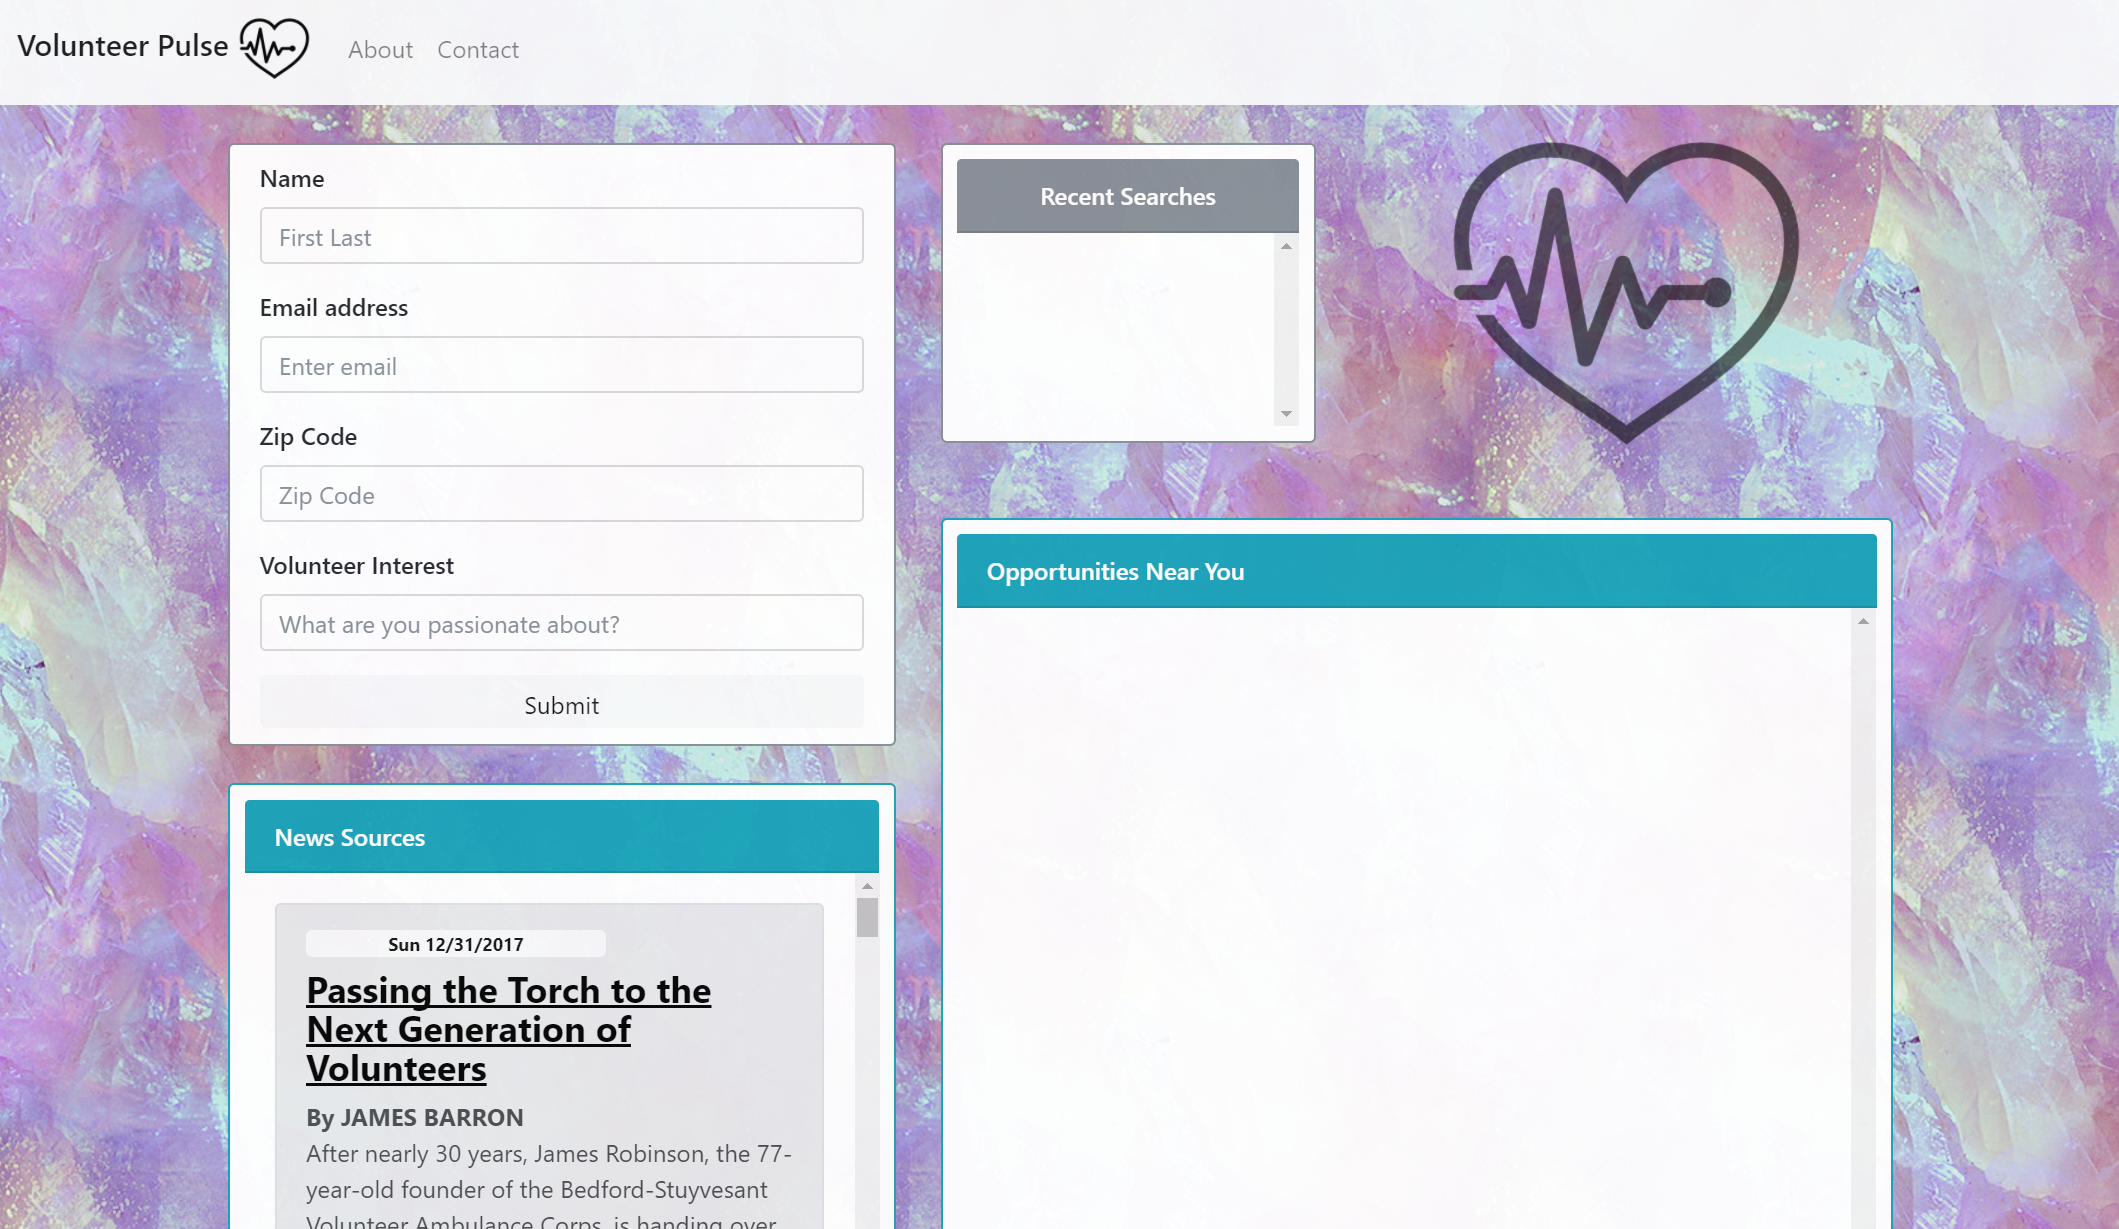 Volunteer Pulse
About Contact
Name
First Last
Email address
Enter email
Zip Code
Zip Code
Volunteer Interest
What are you passionate about?
Submit
Recent Searches
Opportunities Near You
News Sources
Sun 12/31/2017
Passing the Torch to the
Next Generation of
Volunteers
By JAMES BARRON
After nearly 30 years, James Robinson, the 77-
year-old founder of the Bedford-Stuyvesant
Volunteer Ambulance Corps, is handing over